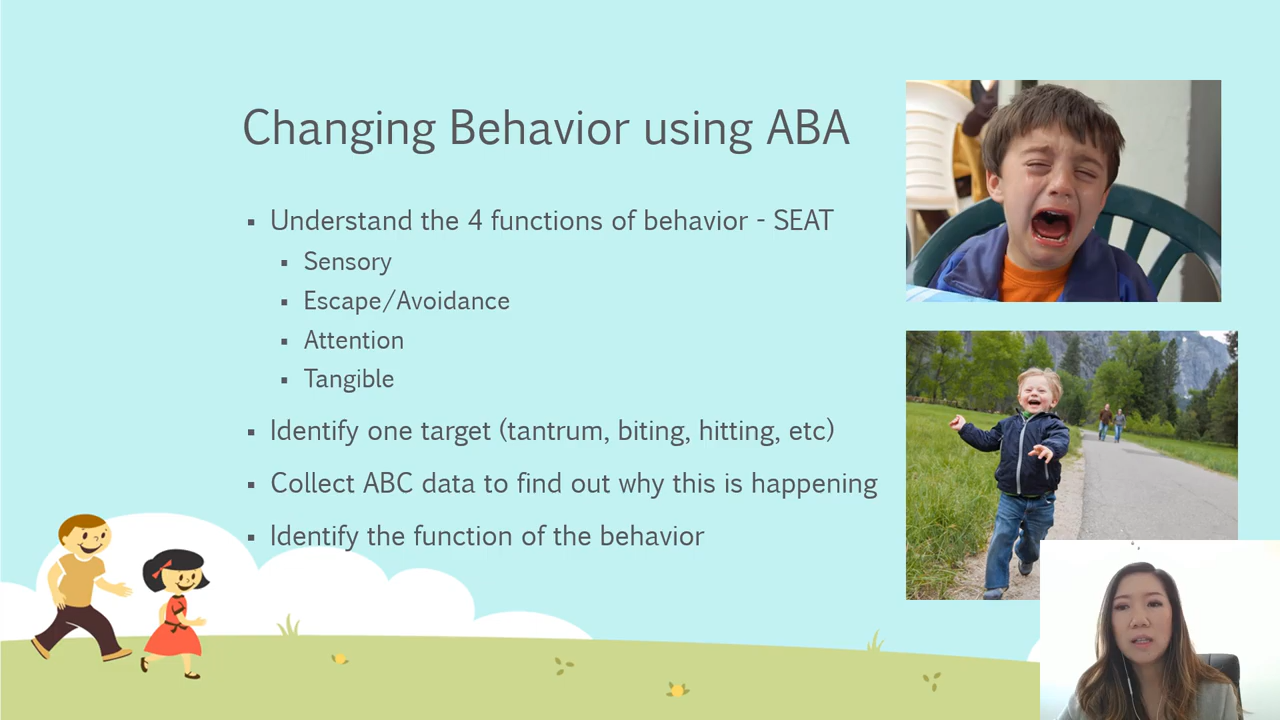 Changing Behavior using ABA
▪ Understand the 4 functions of behavior - SEAT
▪ Sensory
▪ Escape/Avoidance
▪ Attention
▪ Tangible
▪ Identify one target (tantrum, biting, hitting, etc)
▪ Collect ABC data to find out why this is happening
▪ Identify the function of the behavior